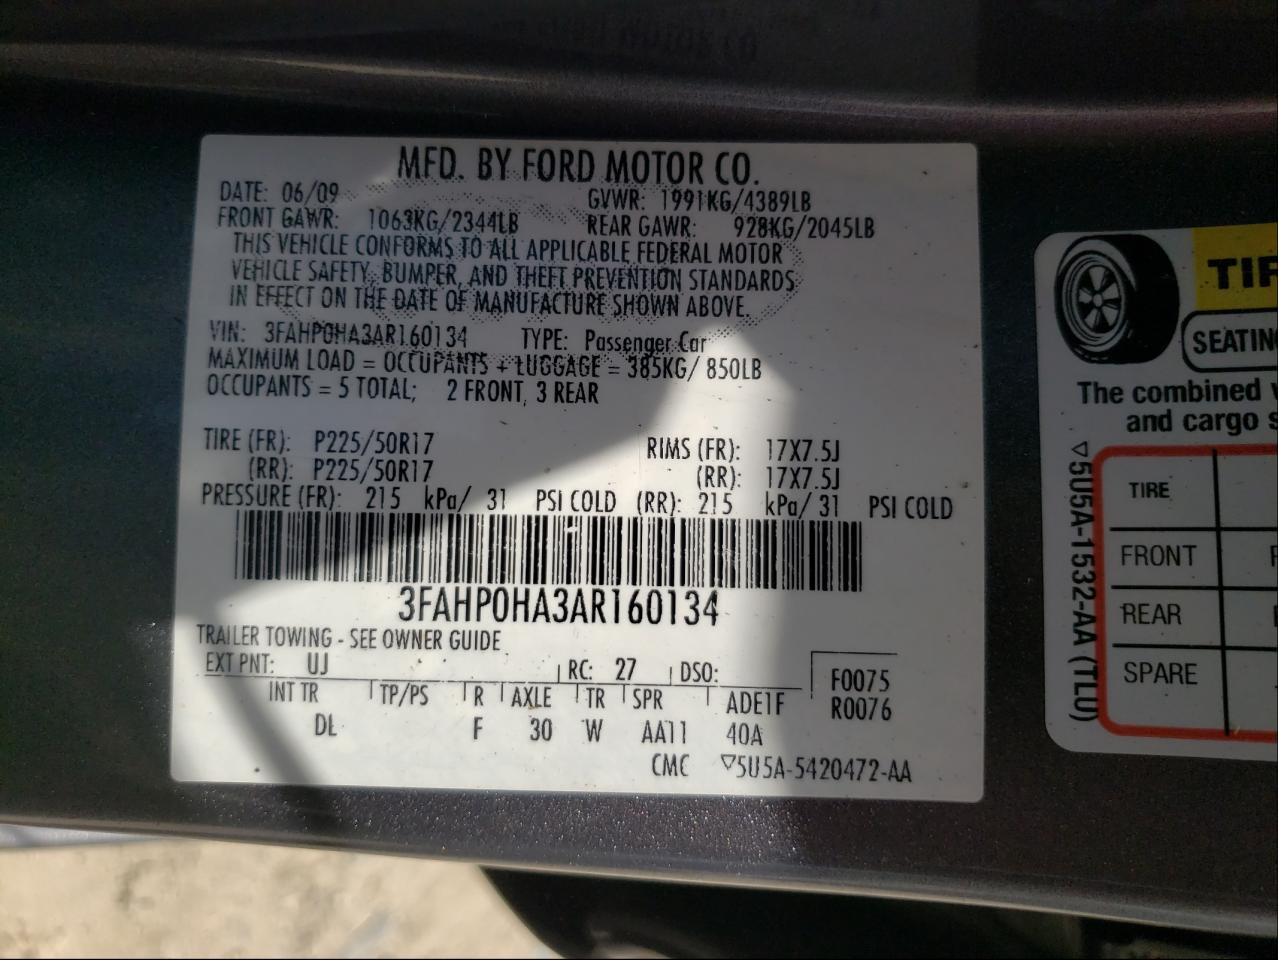 MFD. BY FORD MOTOR CO.
DATE: 06/09 GVWR: 1991KG/4389LB
FRONT GAWR: 1063KG/2344LB REAR GAWR: 928KG/2045LB
THIS VEHICLE CONFORMS TO ALL APPLICABLE FEDERAL MOTOR
VEHICLE SAFETY, BUMPER, AND THEFT PREVENTION STANDARDS
IN EFFECT ON THE DATE OF MANUFACTURE SHOWN ABOVE.
VIN: 3FAHP0HA3AR160134 TYPE: Passenger Car
MAXIMUM LOAD = OCCUPANTS + LUGGAGE = 385KG/ 850LB
OCCUPANTS = 5 TOTAL; 2 FRONT, 3 REAR
TIRE (FR): P225/50R17 RIMS (FR): 17X7.5J
(RR): P225/50R17 (RR): 17X7.5J
PRESSURE (FR): 215 kPa/ 31 PSI COLD (RR): 215 kPa/ 31 PSI COLD
3FAHP0HA3AR160134
TRAILER TOWING - SEE OWNER GUIDE
EXT PNT: UJ RC: 27 DSO: F0075
INT TR TP/PS R AXLE TR SPR ADE1F R0076
DL F 30 W AA11 40A
CMC ▽5U5A-5420472-AA
SEATING
The combined
and cargo
▽5U5A-1532-AA (TLU)
TIRE
FRONT
REAR
SPARE